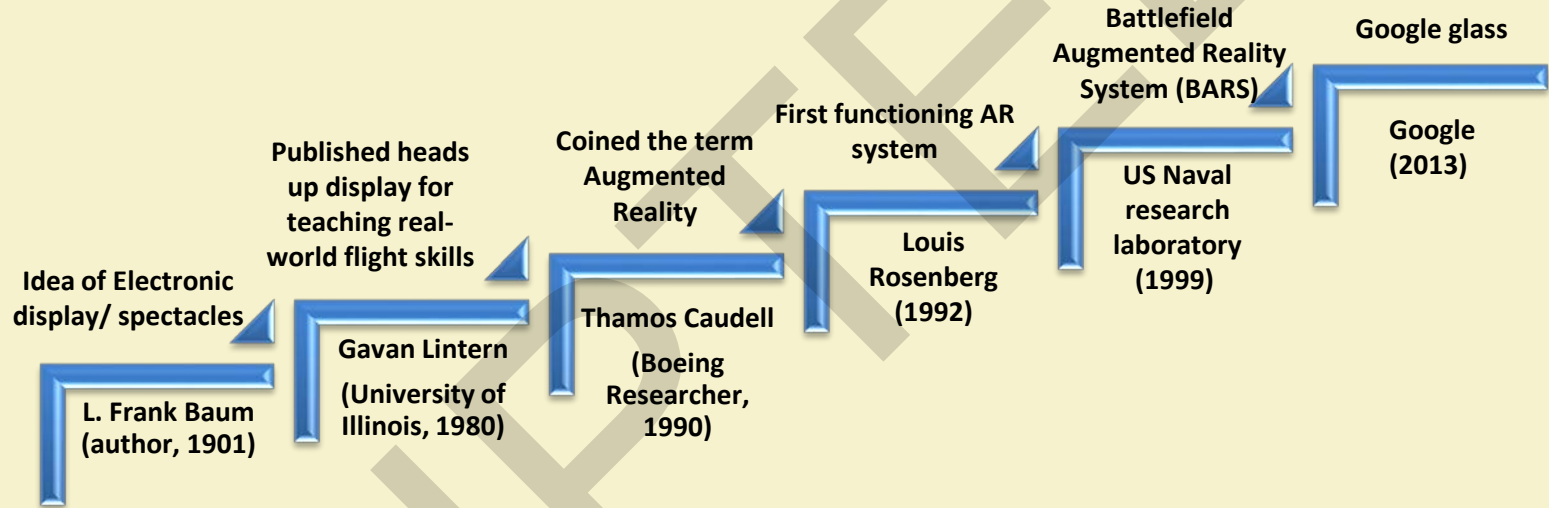 Idea of Electronic
display/ spectacles
L. Frank Baum
(author, 1901)
Published heads
up display for
teaching real-
world flight skills
Gavan Lintern
(University of
Illinois, 1980)
Coined the term
Augmented
Reality
Thamos Caudell
(Boeing
Researcher,
1990)
First functioning AR
system
Louis
Rosenberg
(1992)
Battlefield
Augmented Reality
System (BARS)
US Naval
research
laboratory
(1999)
Google glass
Google
(2013)